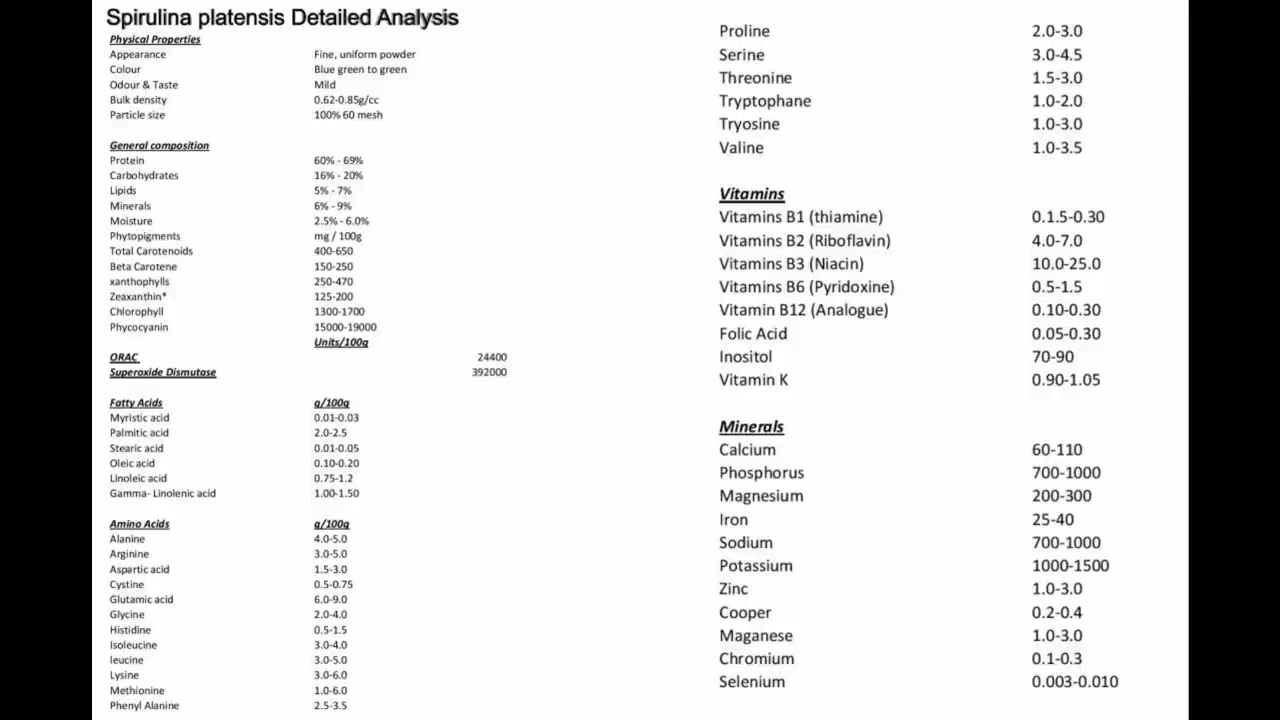 Spirulina platensis Detailed Analysis
Physical Properties
Appearance Fine, uniform powder
Colour Blue green to green
Odour & Taste Mild
Bulk density 0.62-0.85g/cc
Particle size 100% 60 mesh
General composition
Protein 60% - 69%
Carbohydrates 16% - 20%
Lipids 5% - 7%
Minerals 6% - 9%
Moisture 2.5% - 6.0%
Phytopigments mg / 100g
Total Carotenoids 400-650
Beta Carotene 150-250
xanthophylls 250-470
Zeaxanthin* 125-200
Chlorophyll 1300-1700
Phycocyanin 15000-19000
Units/100g
ORAC 24400
Superoxide Dismutase 392000
Fatty Acids g/100g
Myristic acid 0.01-0.03
Palmitic acid 2.0-2.5
Stearic acid 0.01-0.05
Oleic acid 0.10-0.20
Linoleic acid 0.75-1.2
Gamma- Linolenic acid 1.00-1.50
Amino Acids g/100g
Alanine 4.0-5.0
Arginine 3.0-5.0
Aspartic acid 1.5-3.0
Cystine 0.5-0.75
Glutamic acid 6.0-9.0
Glycine 2.0-4.0
Histidine 0.5-1.5
Isoleucine 3.0-4.0
leucine 3.0-5.0
Lysine 3.0-6.0
Methionine 1.0-6.0
Phenyl Alanine 2.5-3.5
Proline 2.0-3.0
Serine 3.0-4.5
Threonine 1.5-3.0
Tryptophane 1.0-2.0
Tryosine 1.0-3.0
Valine 1.0-3.5
Vitamins
Vitamins B1 (thiamine) 0.1.5-0.30
Vitamins B2 (Riboflavin) 4.0-7.0
Vitamins B3 (Niacin) 10.0-25.0
Vitamins B6 (Pyridoxine) 0.5-1.5
Vitamin B12 (Analogue) 0.10-0.30
Folic Acid 0.05-0.30
Inositol 70-90
Vitamin K 0.90-1.05
Minerals
Calcium 60-110
Phosphorus 700-1000
Magnesium 200-300
Iron 25-40
Sodium 700-1000
Potassium 1000-1500
Zinc 1.0-3.0
Cooper 0.2-0.4
Maganese 1.0-3.0
Chromium 0.1-0.3
Selenium 0.003-0.010